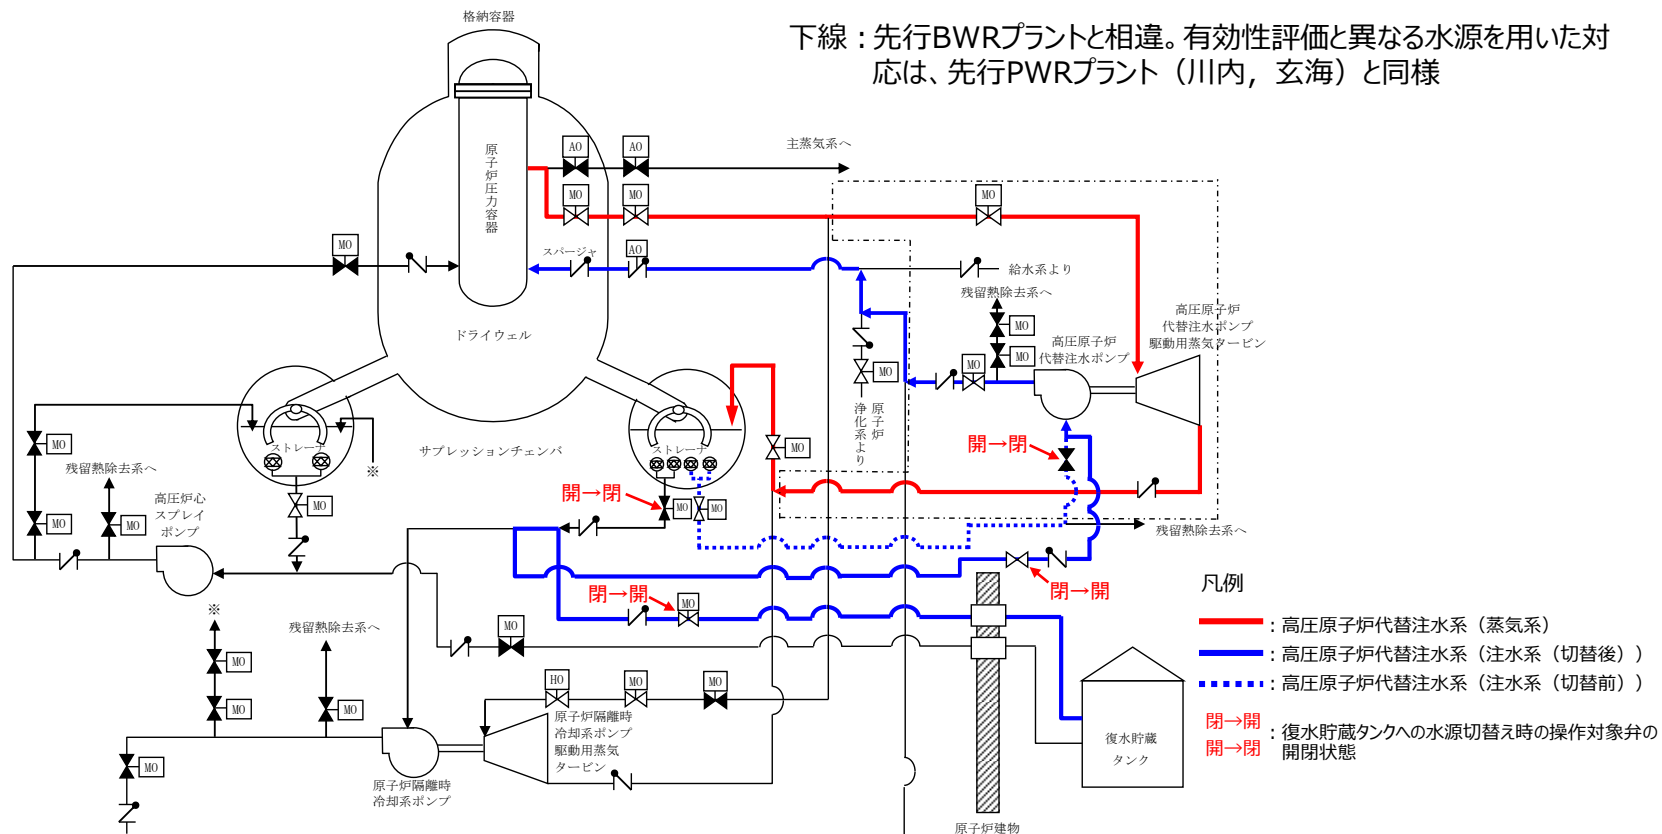 下線：先行BWRプラントと相違。有効性評価と異なる水源を用いた対
応は、先行PWRプラント（川内，玄海）と同様
格納容器
原子炉圧力容器
AO
AO
主蒸気系へ
MO
MO
MO
MO
スパージャ
AO
給水系より
残留熱除去系へ
MO
MO
高圧原子炉
代替注水ポンプ
駆動用蒸気タービン
高圧原子炉
代替注水ポンプ
MO
MO
ドライウェル
原子炉
浄化系より
サプレッションチェンバ
ストレーナ
ストレーナ
MO
MO
開→閉
残留熱除去系へ
※
高圧炉心
スプレイ
ポンプ
MO
MO
MO
開→閉
MO
MO
残留熱除去系へ
閉→開
閉→開
MO
凡例
：高圧原子炉代替注水系（蒸気系）
：高圧原子炉代替注水系（注水系（切替後））
：高圧原子炉代替注水系（注水系（切替前））
閉→開
開→閉
：復水貯蔵タンクへの水源切替え時の操作対象弁の
開閉状態
※
残留熱除去系へ
MO
MO
MO
MO
HO
MO
MO
原子炉隔離時
冷却系ポンプ
駆動用蒸気
タービン
MO
原子炉隔離時
冷却系ポンプ
復水貯蔵
タンク
原子炉建物